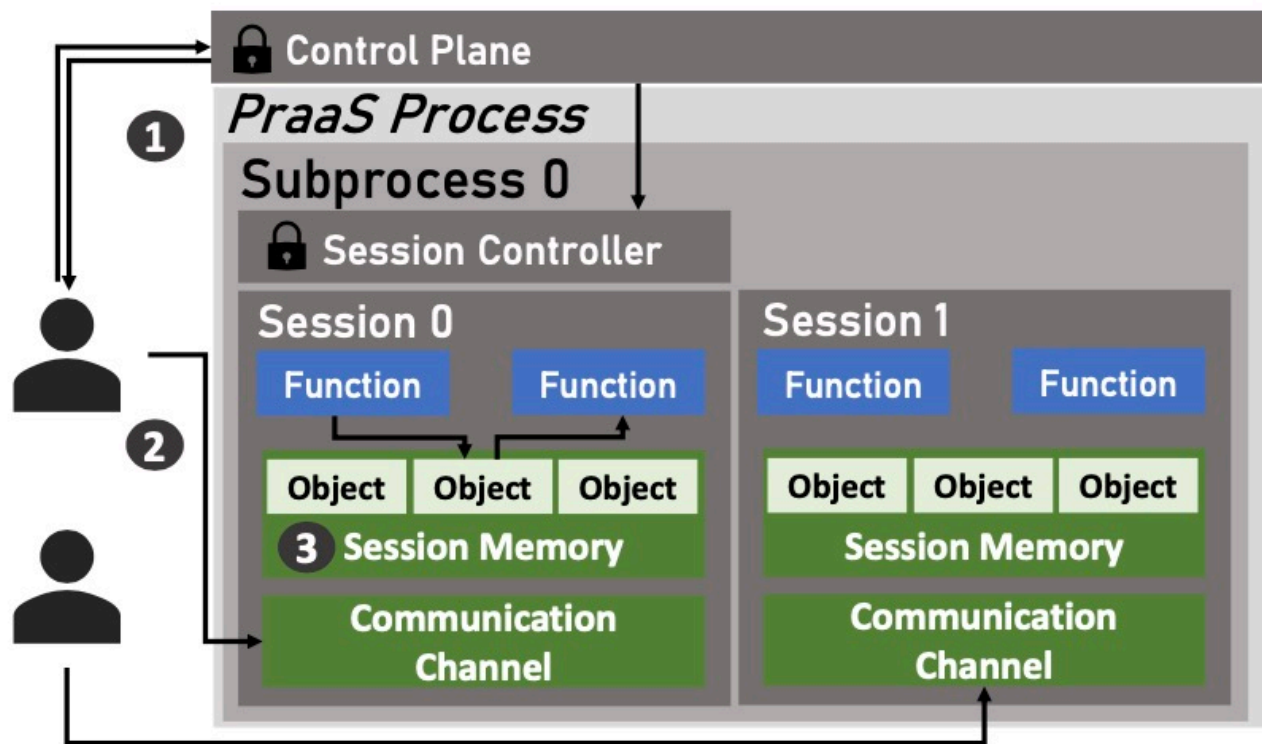 Control Plane
PraaS Process
1
Subprocess 0
Session Controller
Session 0
Function
Function
2
Object
Object
Object
3
Session Memory
Communication
Channel
Session 1
Function
Function
Object
Object
Object
Session Memory
Communication
Channel